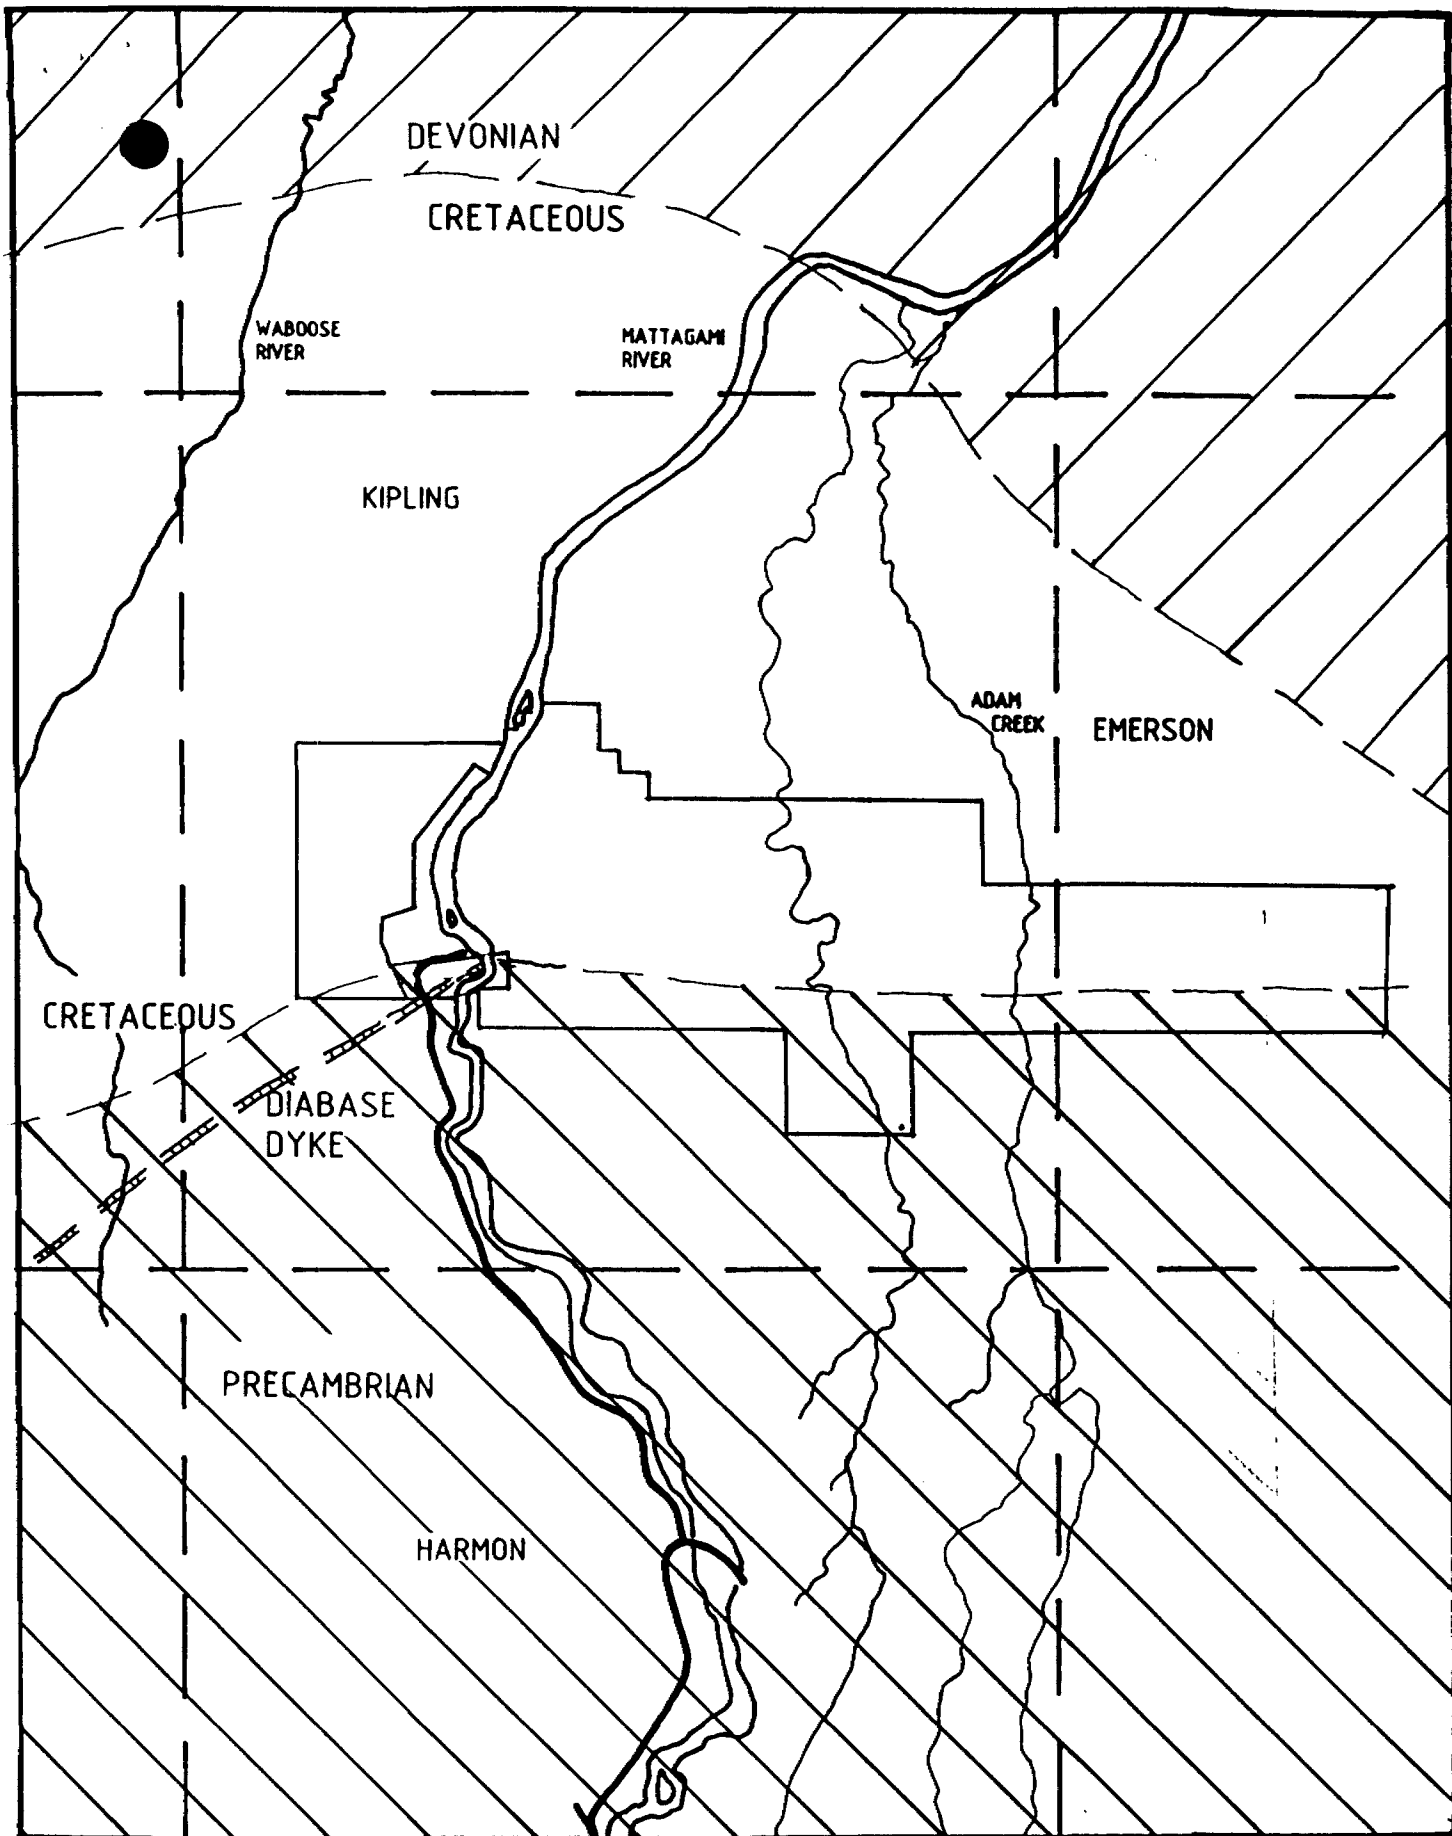 DEVONIAN
CRETACEOUS
WABOOSE
RIVER
MATTAGAMI
RIVER
KIPLING
ADAM
CREEK
EMERSON
CRETACEOUS
DIABASE
DYKE
PRECAMBRIAN
HARMON